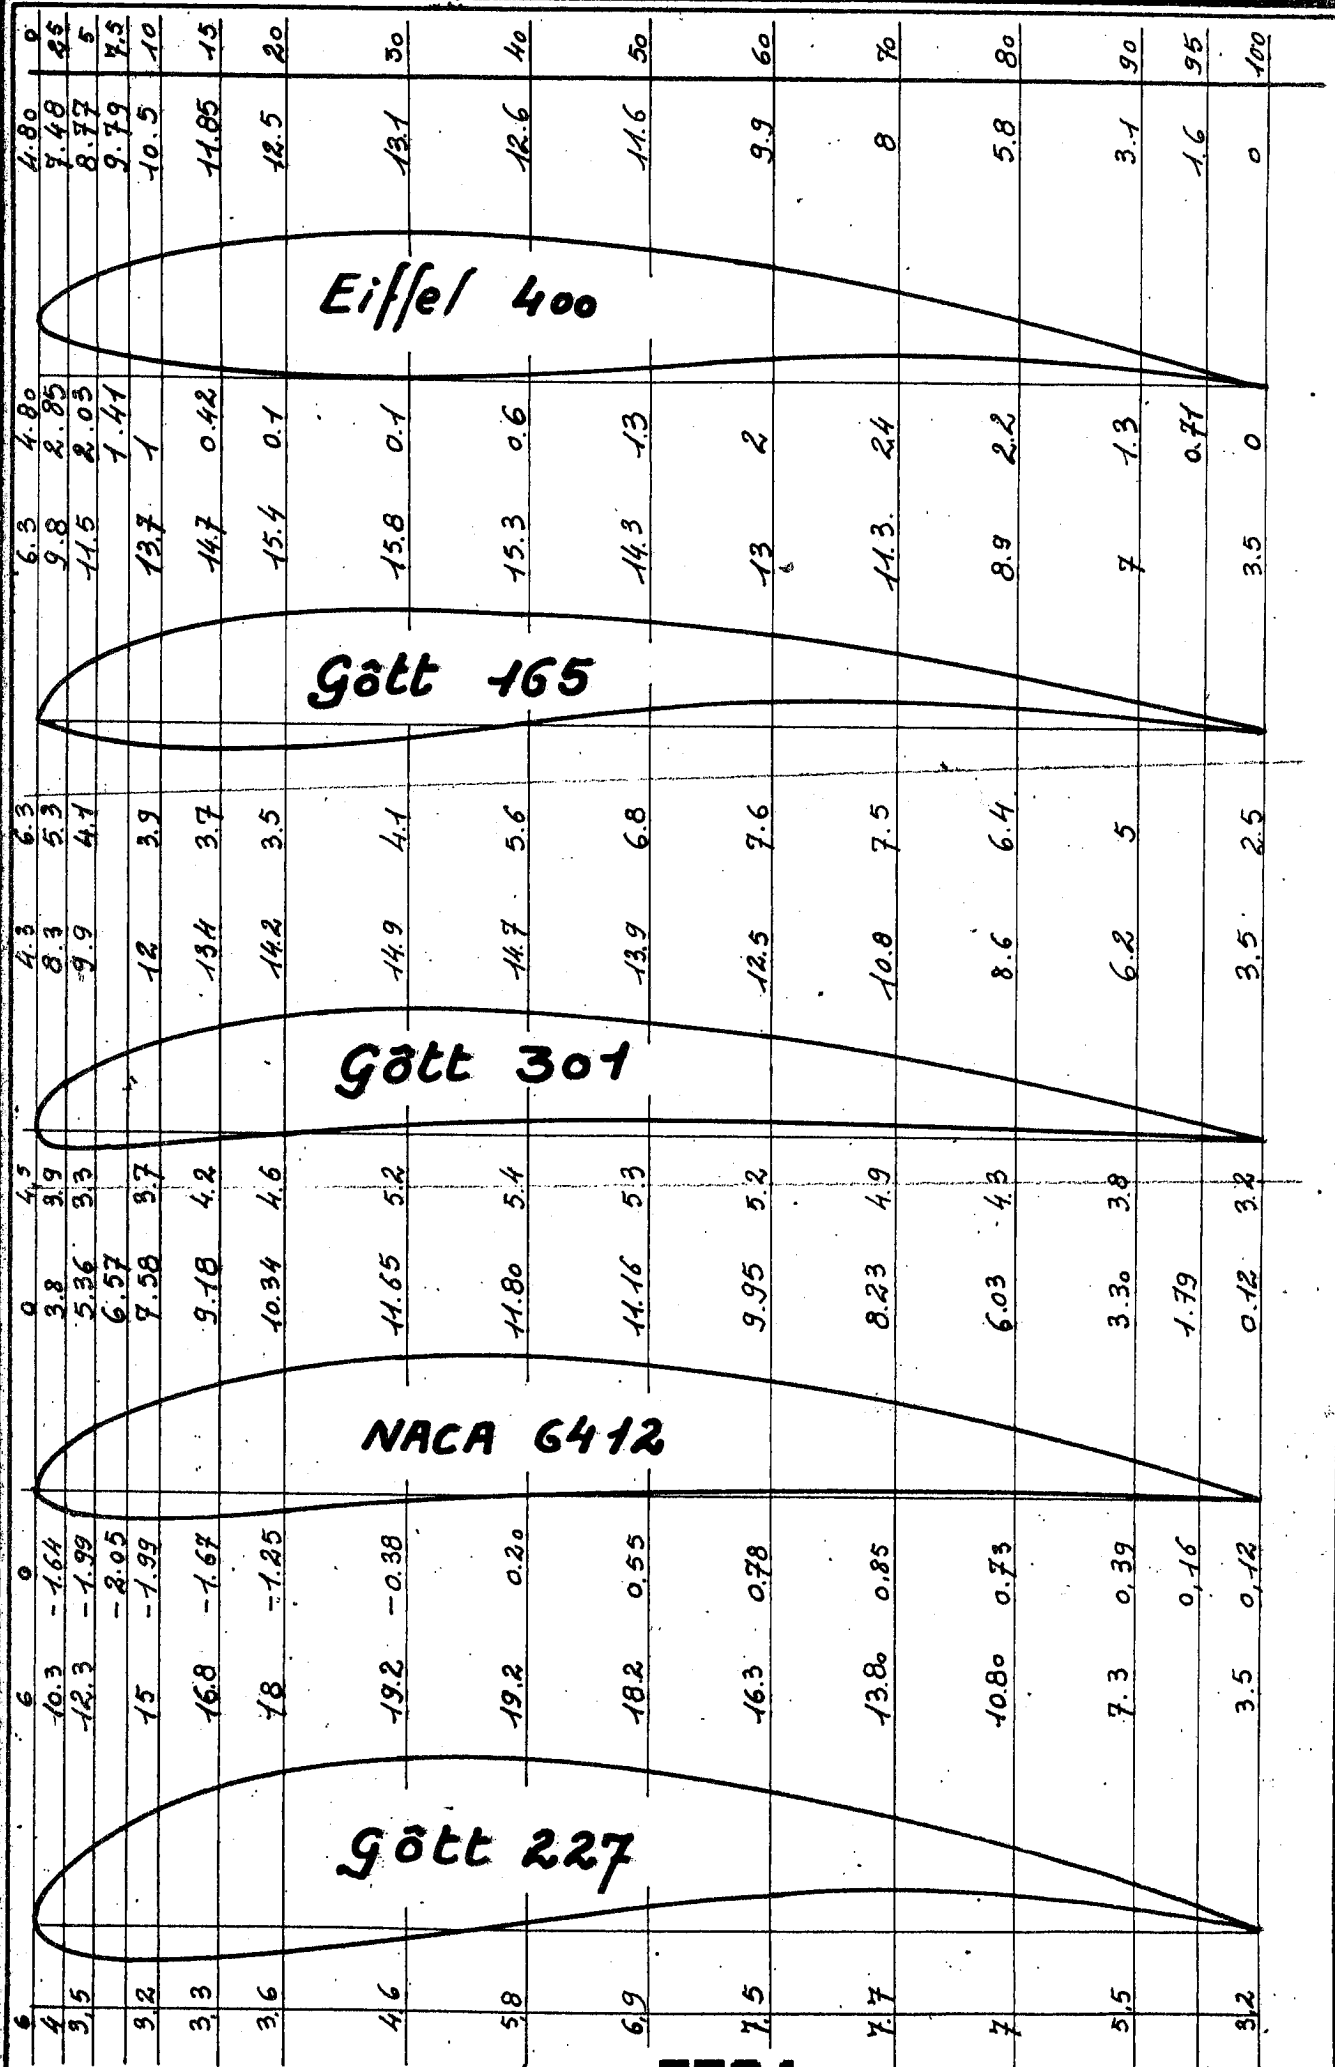 0 2.5 5 7.5 10 15 20 30 40 50 60 70 80 90 95 100
4.80 7.48 8.77 9.79 10.5 11.85 12.5 13.1 12.6 11.6 9.9 8 5.8 3.1 1.6 0
Eiffel 400
4.80 2.85 2.03 1.41 1 0.42 0.1 0.1 0.6 1.3 2 2.4 2.2 1.3 0.71 0
6.3 9.8 11.5 13.7 14.7 15.4 15.8 15.3 14.3 13 11.3 8.9 7 3.5
Gôtt 165
6.3 5.3 4.1 3.9 3.7 3.5 4.1 5.6 6.8 7.6 7.5 6.4 5 2.5
4.3 8.3 9.9 12 13.4 14.2 14.9 14.7 13.9 12.5 10.8 8.6 6.2 3.5
Gôtt 301
4,5 3.9 3.3 3.7 4.2 4.6 5.2 5.4 5.3 5.2 4.9 4.3 3.8 3.2
0 3.8 5.36 6.57 7.58 9.18 10.34 11.65 11.80 11.16 9.95 8.23 6.03 3.30 1.79 0.12
NACA 6412
0 -1.64 -1.99 -2.05 -1.99 -1.67 -1.25 -0.38 0.20 0.55 0.78 0,85 0.73 0,39 0,16 0,12
6 10.3 12.3 15 16.8 18 19.2 19.2 18.2 16.3 13.80 10.80 7.3 3.5
Gôtt 227
6 4 3,5 3,2 3,3 3,6 4,6 5,8 6,9 7,5 7.7 7 5,5 3,2